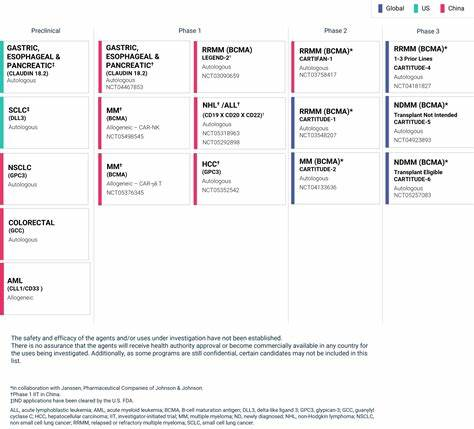 Global US China
Preclinical Phase 1 Phase 2 Phase 3
GASTRIC,
ESOPHAGEAL &
PANCREATIC‡
(CLAUDIN 18.2)
Autologous
SCLC‡
(DLL3)
Autologous
NSCLC
(GPC3)
Autologous
COLORECTAL
(GCC)
Autologous
AML
(CLL1/CD33 )
Allogeneic
GASTRIC,
ESOPHAGEAL &
PANCREATIC†
(CLAUDIN 18.2)
Autologous
NCT04467853
MM†
(BCMA)
Allogeneic – CAR-NK
NCT05498545
MM†
(BCMA)
Allogeneic – CAR-γδ T
NCT05376345
RRMM (BCMA)
LEGEND-2†
Autologous
NCT03090659
NHL† /ALL†
(CD19 X CD20 X CD22)†
Autologous
NCT05318963
NCT05292898
HCC†
(GPC3)
Autologous
NCT05352542
RRMM (BCMA)*
CARTIFAN-1
Autologous
NCT03758417
RRMM (BCMA)*
CARTITUDE-1
Autologous
NCT03548207
MM (BCMA)*
CARTITUDE-2
Autologous
NCT04133636
RRMM (BCMA)*
1-3 Prior Lines
CARTITUDE-4
Autologous
NCT04181827
NDMM (BCMA)*
Transplant Not Intended
CARTITUDE-5
Autologous
NCT04923893
NDMM (BCMA)*
Transplant Eligible
CARTITUDE-6
Autologous
NCT05257083
The safety and efficacy of the agents and/or uses under investigation have not been established.
There is no assurance that the agents will receive health authority approval or become commercially available in any country for
the uses being investigated. Additionally, as some programs are still confidential, certain candidates may not be included in this
list.
*In collaboration with Janssen, Pharmaceutical Companies of Johnson & Johnson.
†Phase 1 IIT in China.
‡IND applications have been cleared by the U.S. FDA.
ALL, acute lymphoblastic leukemia; AML, acute myeloid leukemia; BCMA, B-cell maturation antigen; DLL3, delta-like ligand 3; GPC3, glypican-3; GCC, guanylyl
cyclase C; HCC, hepatocellular carcinoma; IIT, investigator-initiated trial; MM, multiple myeloma; ND, newly diagnosed; NHL, non-Hodgkin lymphoma; NSCLC,
non-small cell lung cancer; RRMM, relapsed or refractory multiple myeloma; SCLC, small cell lung cancer.